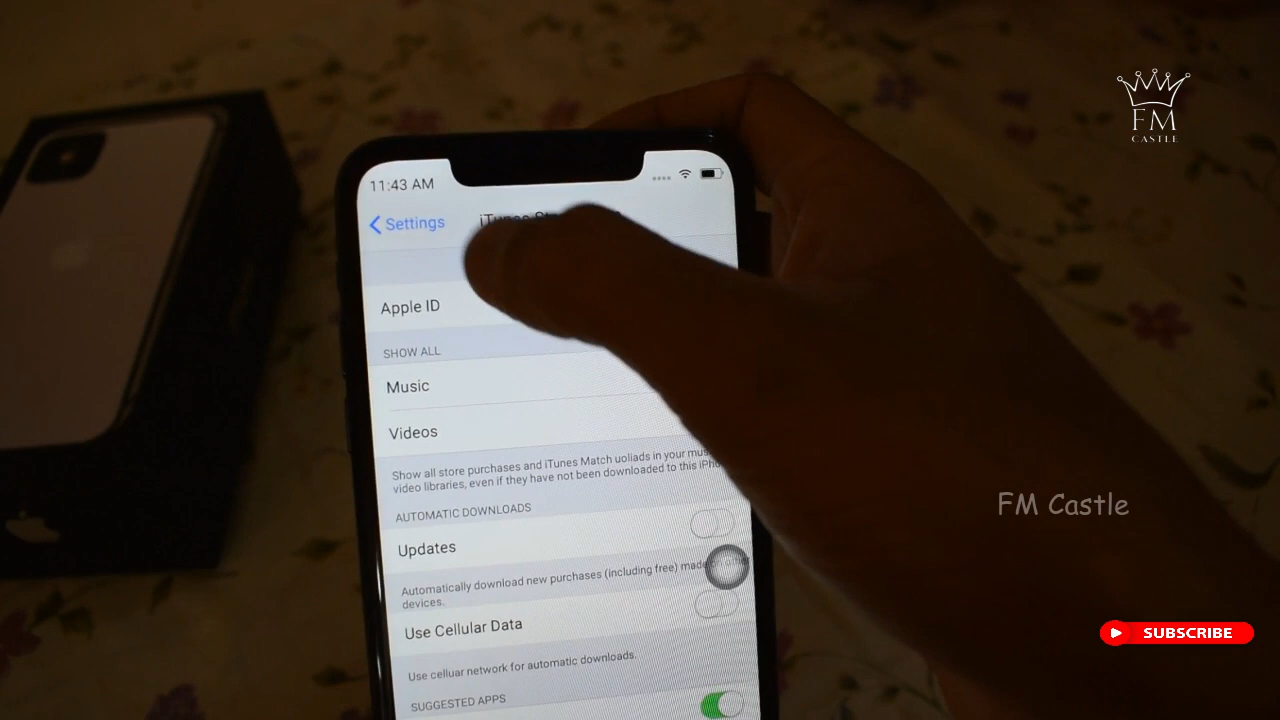 FM
CASTLE
11:43 AM
Settings
Apple ID
SHOW ALL
Music
Videos
Show all store purchases and iTunes Match uoliads in your
video libraries, even if they have not been downloaded to this
AUTOMATIC DOWNLOADS
Updates
Automatically download new purchases (including free) made
devices.
Use Cellular Data
Use celluar network for automatic downloads.
SUGGESTED APPS
FM Castle
SUBSCRIBE